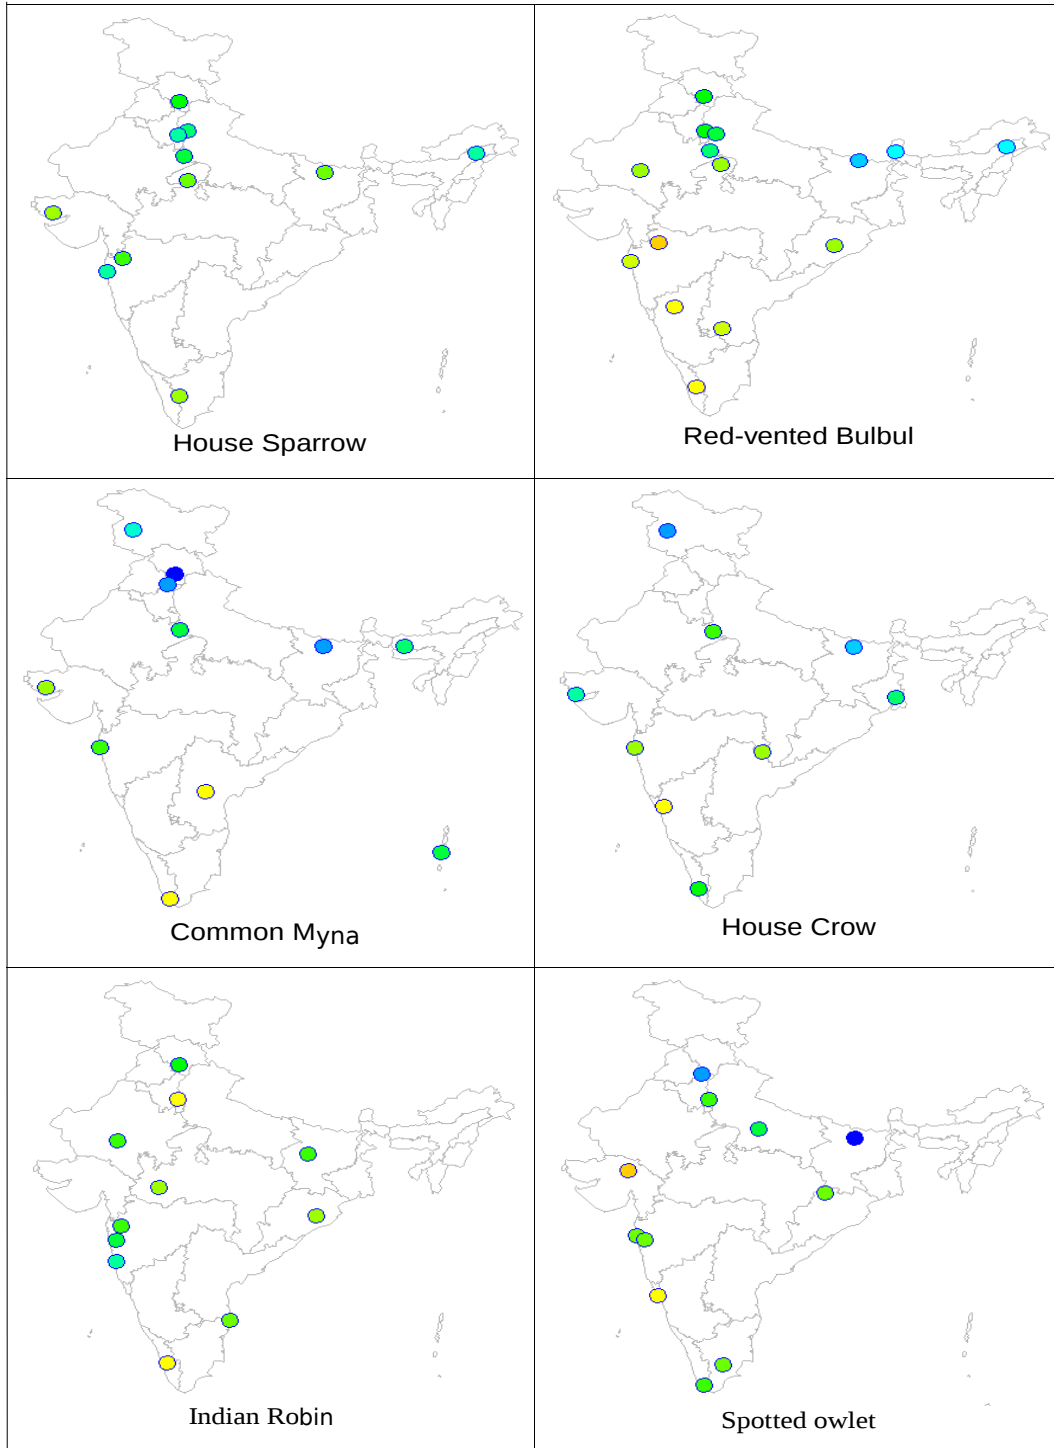 House Sparrow
Red-vented Bulbul
Common Myna
House Crow
Indian Robin
Spotted owlet